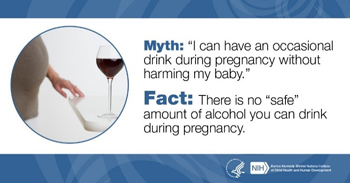 Myth: “I can have an occasional
drink during pregnancy without
harming my baby.”
Fact: There is no “safe”
amount of alcohol you can drink
during pregnancy.
NIH
Eunice Kennedy Shriver National Institute
of Child Health and Human Development